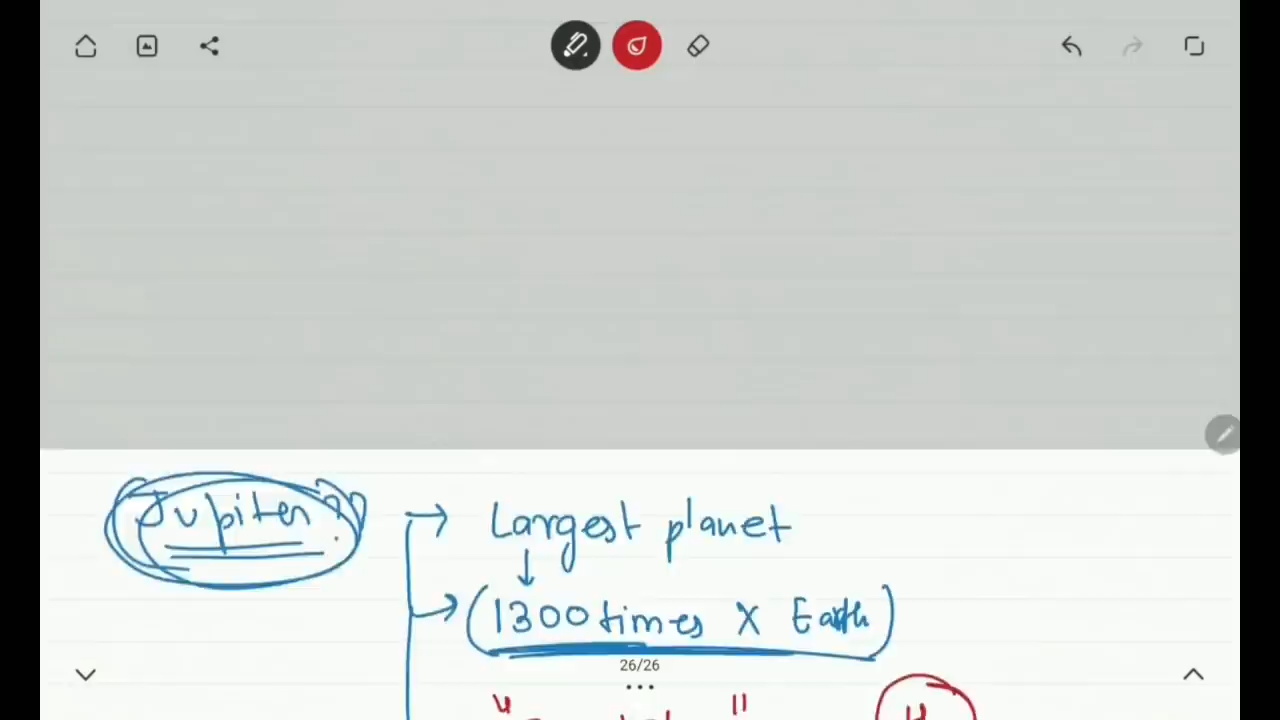 "Jupiter" → Largest planet
↓
→ (1300 times X Earth)
26/26